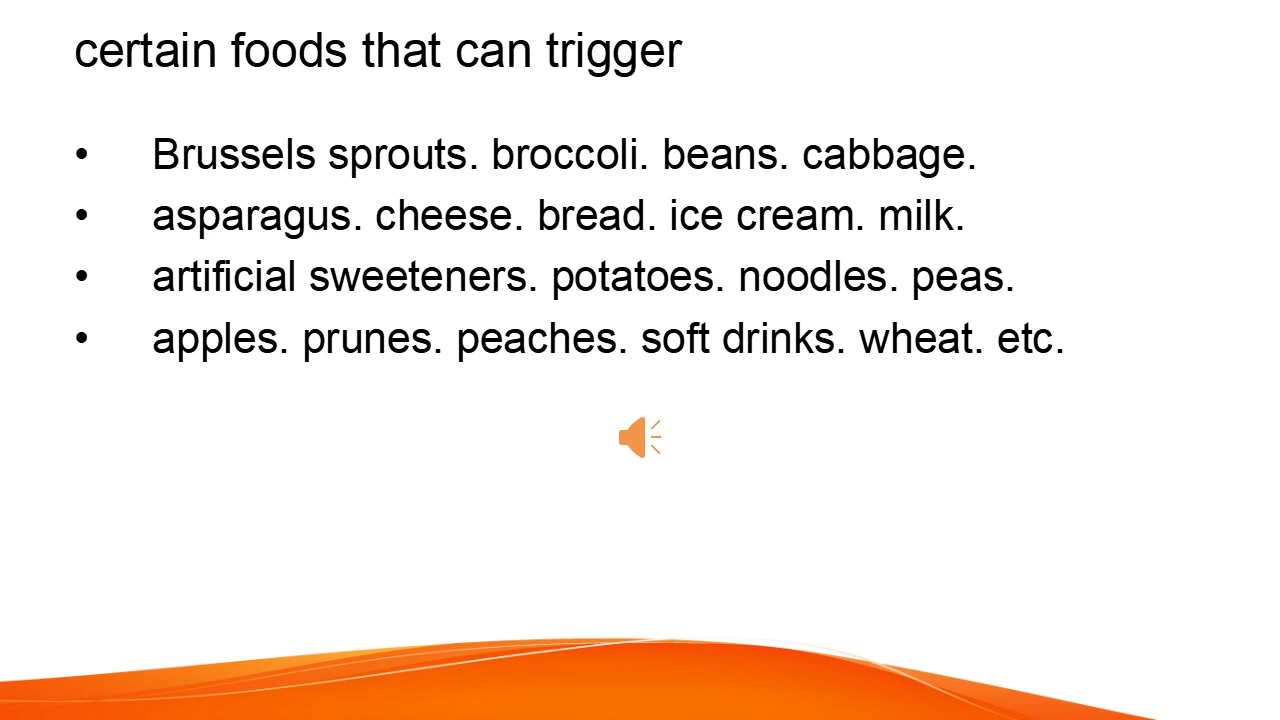 certain foods that can trigger
• Brussels sprouts. broccoli. beans. cabbage.
• asparagus. cheese. bread. ice cream. milk.
• artificial sweeteners. potatoes. noodles. peas.
• apples. prunes. peaches. soft drinks. wheat. etc.